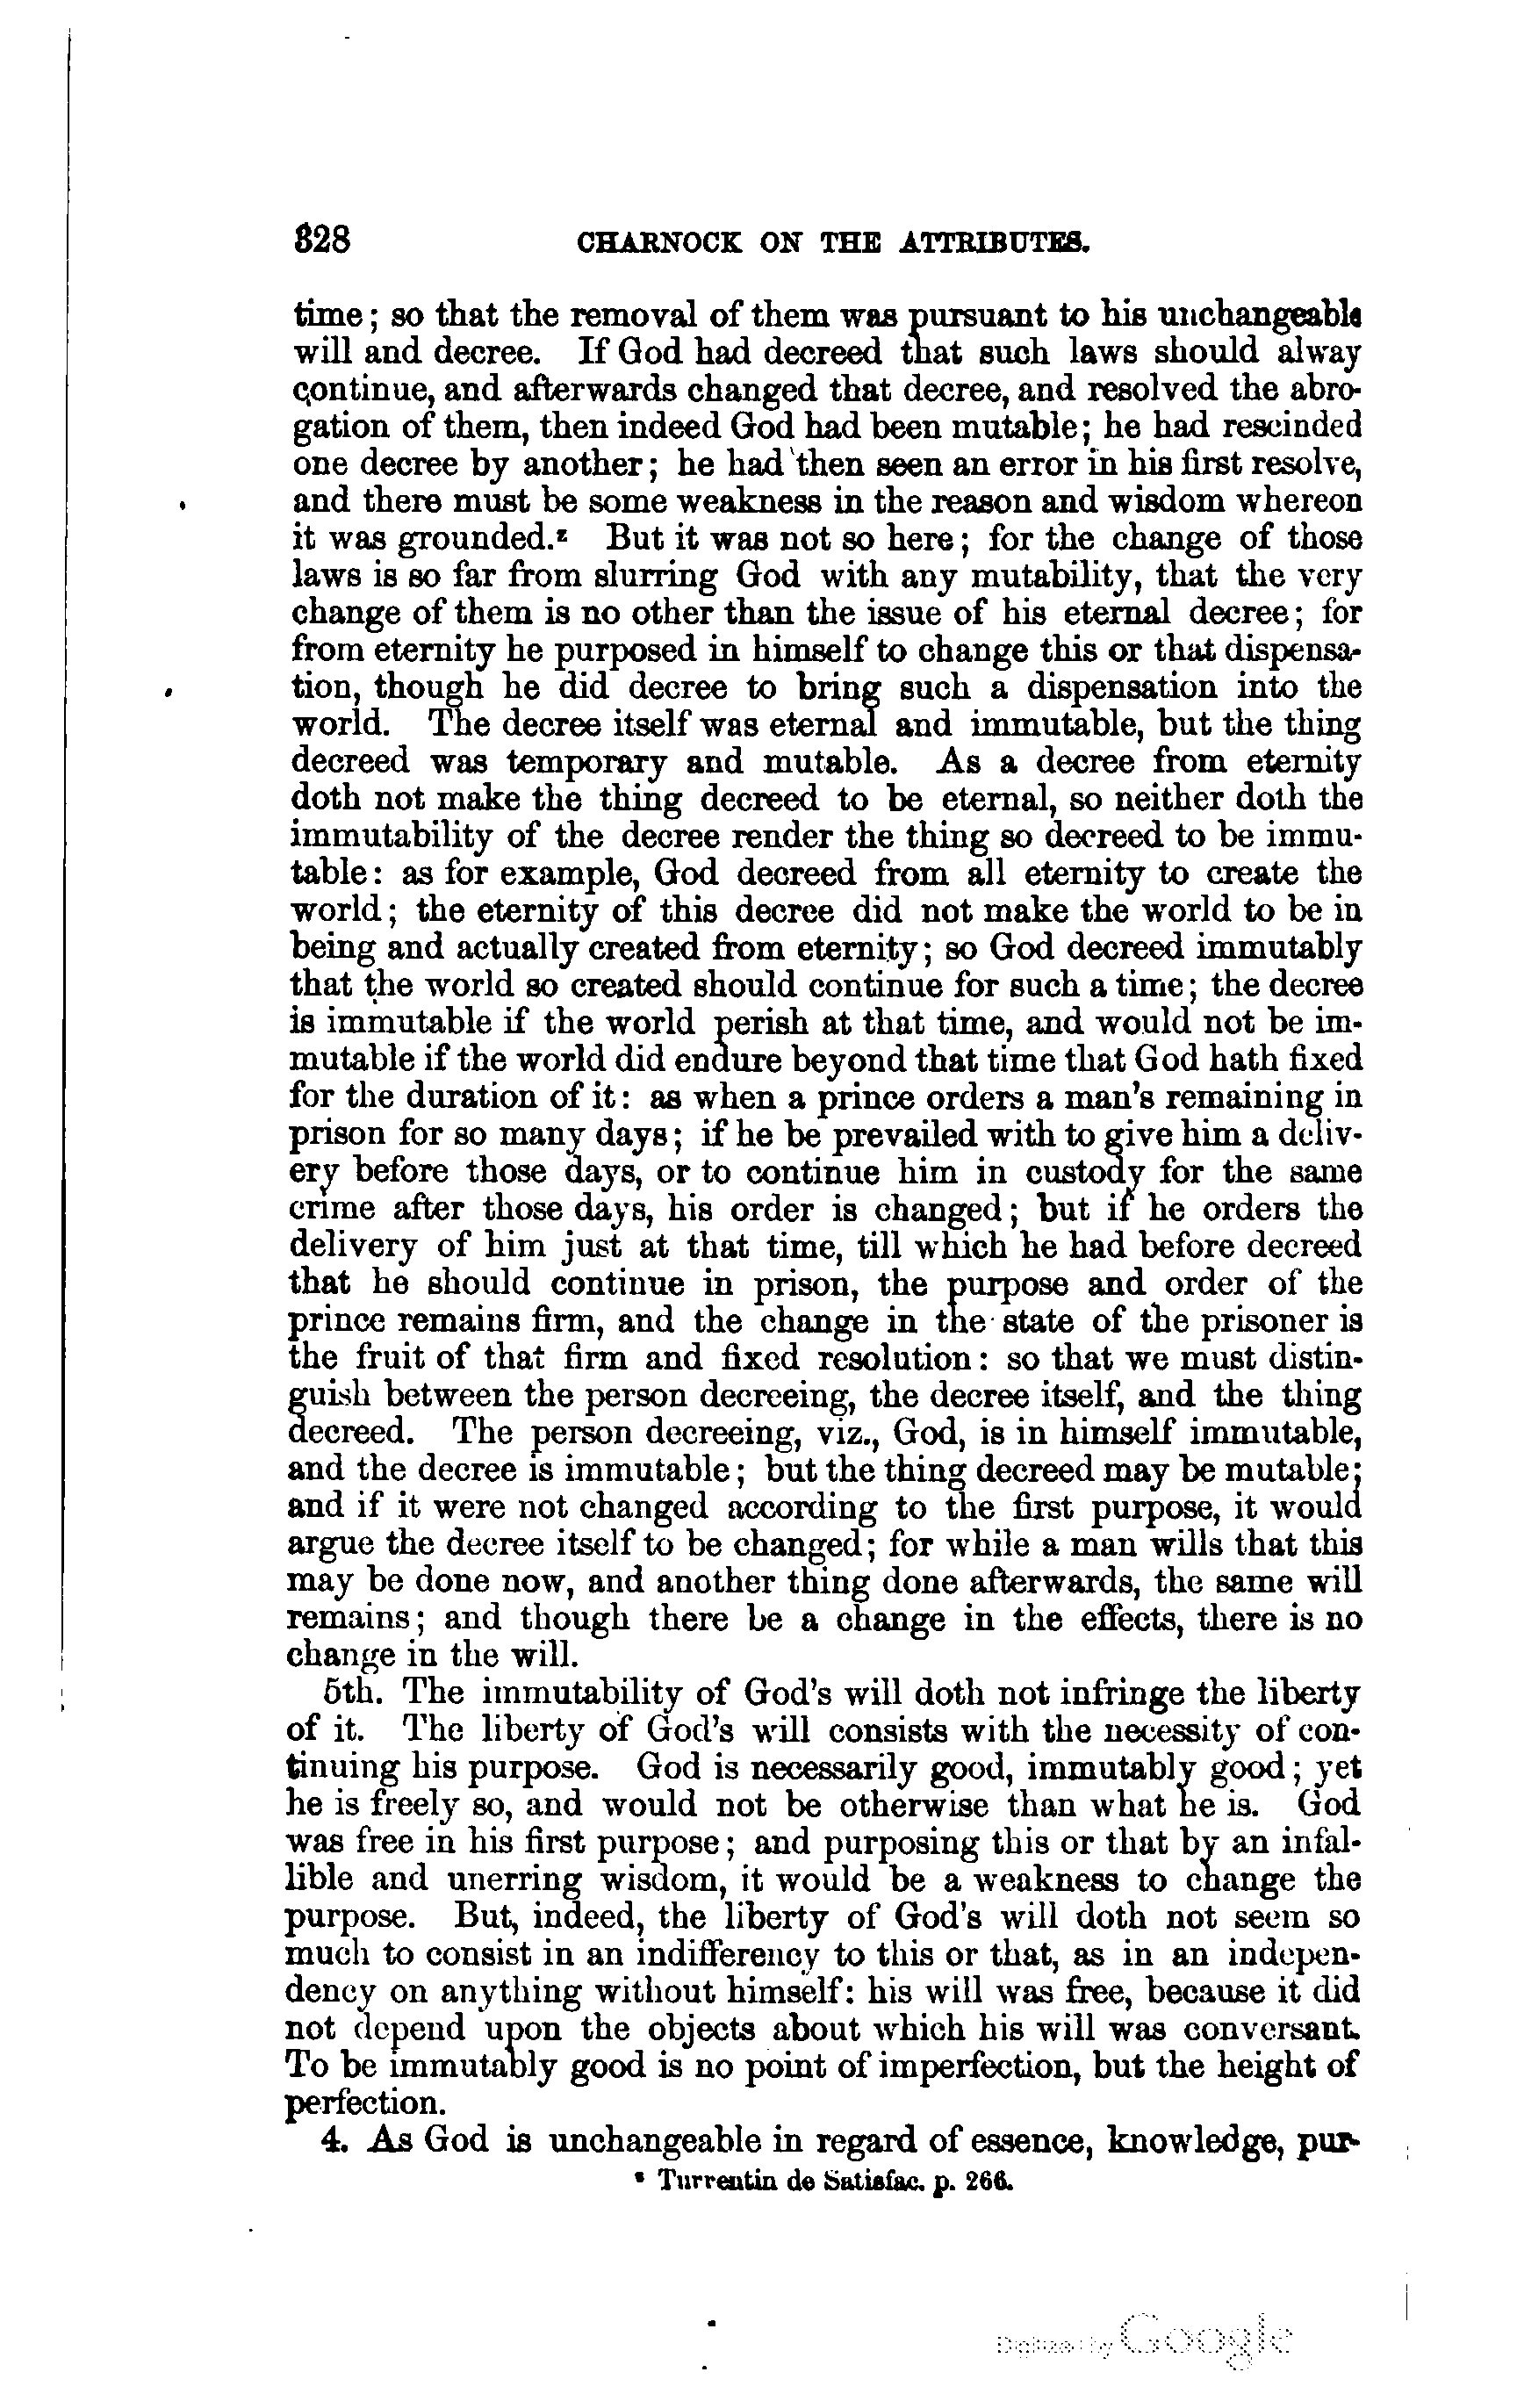 328 CHARNOCK ON THE ATTRIBUTES.
time; so that the removal of them was pursuant to his unchangeable
will and decree. If God had decreed that such laws should alway
continue, and afterwards changed that decree, and resolved the abro-
gation of them, then indeed God had been mutable; he had rescinded
one decree by another; he had then seen an error in his first resolve,
and there must be some weakness in the reason and wisdom whereon
it was grounded.z But it was not so here; for the change of those
laws is so far from slurring God with any mutability, that the very
change of them is no other than the issue of his eternal decree; for
from eternity he purposed in himself to change this or that dispensa-
tion, though he did decree to bring such a dispensation into the
world. The decree itself was eternal and immutable, but the thing
decreed was temporary and mutable. As a decree from eternity
doth not make the thing decreed to be eternal, so neither doth the
immutability of the decree render the thing so decreed to be immu-
table: as for example, God decreed from all eternity to create the
world; the eternity of this decree did not make the world to be in
being and actually created from eternity; so God decreed immutably
that the world so created should continue for such a time; the decree
is immutable if the world perish at that time, and would not be im-
mutable if the world did endure beyond that time that God hath fixed
for the duration of it: as when a prince orders a man's remaining in
prison for so many days; if he be prevailed with to give him a deliv-
ery before those days, or to continue him in custody for the same
crime after those days, his order is changed; but if he orders the
delivery of him just at that time, till which he had before decreed
that he should continue in prison, the purpose and order of the
prince remains firm, and the change in the state of the prisoner is
the fruit of that firm and fixed resolution: so that we must distin-
guish between the person decreeing, the decree itself, and the thing
decreed. The person decreeing, viz., God, is in himself immutable,
and the decree is immutable; but the thing decreed may be mutable;
and if it were not changed according to the first purpose, it would
argue the decree itself to be changed; for while a man wills that this
may be done now, and another thing done afterwards, the same will
remains; and though there be a change in the effects, there is no
change in the will.
5th. The immutability of God's will doth not infringe the liberty
of it. The liberty of God's will consists with the necessity of con-
tinuing his purpose. God is necessarily good, immutably good; yet
he is freely so, and would not be otherwise than what he is. God
was free in his first purpose; and purposing this or that by an infal-
lible and unerring wisdom, it would be a weakness to change the
purpose. But, indeed, the liberty of God's will doth not seem so
much to consist in an indifferency to this or that, as in an indepen-
dency on anything without himself: his will was free, because it did
not depend upon the objects about which his will was conversant.
To be immutably good is no point of imperfection, but the height of
perfection.
4. As God is unchangeable in regard of essence, knowledge, pur-
z Turrentin de Satisfac. p. 266.
Digitized by Google